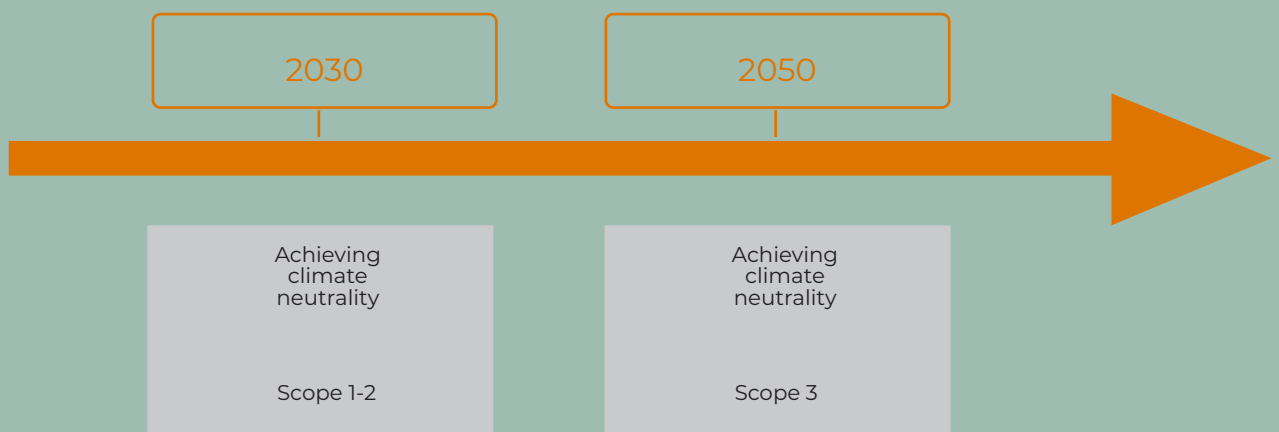 2030
2050
Achieving
climate
neutrality
Scope 1-2
Achieving
climate
neutrality
Scope 3